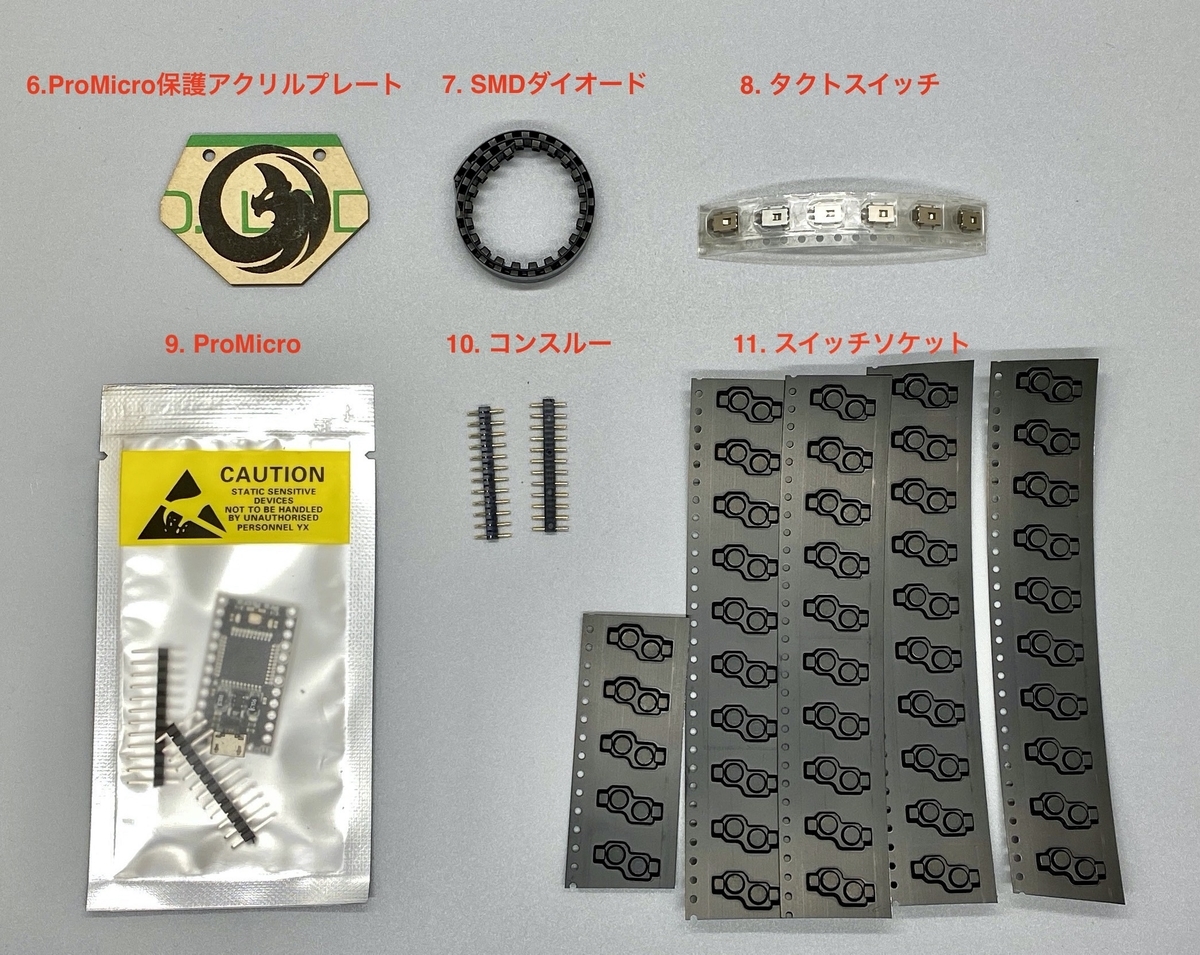 6.ProMicro保護アクリルプレート
7. SMDダイオード
8. タクトスイッチ
9. ProMicro
10. コンスルー
11. スイッチソケット
CAUTION
STATIC SENSITIVE
DEVICES
NOT TO BE HANDLED
BY UNAUTHORISED
PERSONNEL YX